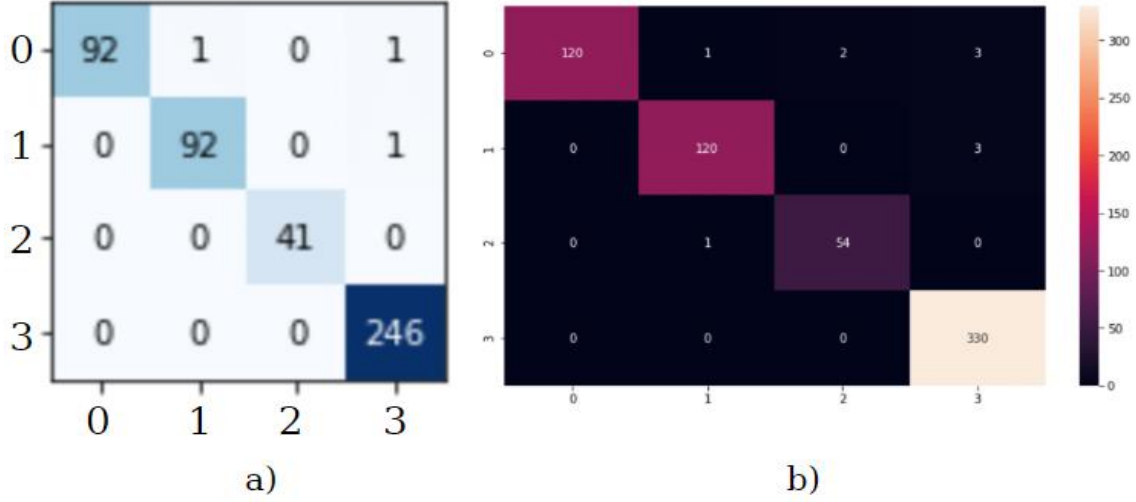 0 92 1 0 1
1 0 92 0 1
2 0 0 41 0
3 0 0 0 246
0 1 2 3
a)
0 120 1 2 3
1 0 120 0 3
2 0 1 54 0
3 0 0 0 330
0 1 2 3
300
250
200
150
100
50
0
b)